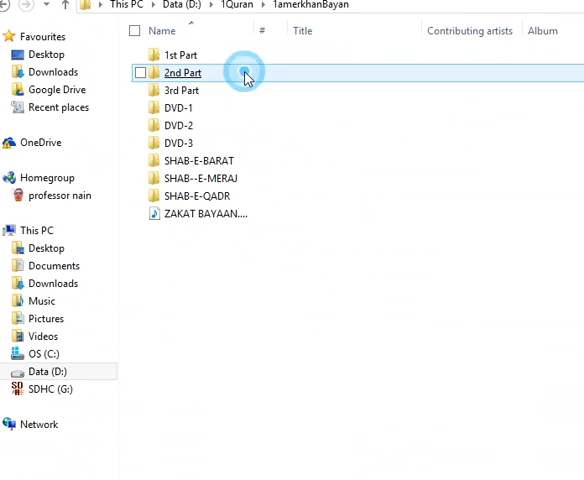 This PC ▸ Data (D:) ▸ 1Quran ▸ 1amerkhanBayan
Name # Title Contributing artists Album
Favourites
Desktop
Downloads
Google Drive
Recent places
OneDrive
Homegroup
professor nain
This PC
Desktop
Documents
Downloads
Music
Pictures
Videos
OS (C:)
Data (D:)
SDHC (G:)
Network
1st Part
2nd Part
3rd Part
DVD-1
DVD-2
DVD-3
SHAB-E-BARAT
SHAB--E-MERAJ
SHAB-E-QADR
ZAKAT BAYAAN....